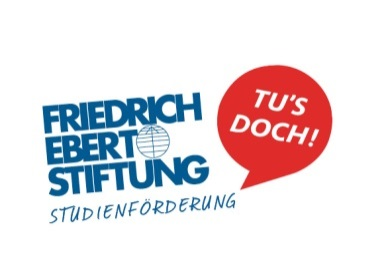 FRIEDRICH
EBERT
STIFTUNG
STUDIENFÖRDERUNG
TU'S
DOCH!